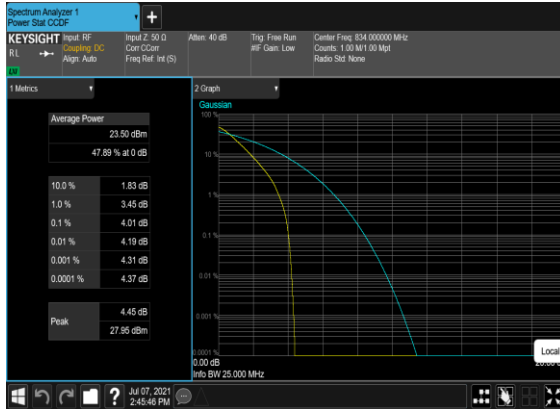 Spectrum Analyzer 1
Power Stat CCDF
+
KEYSIGHT
RL
LU
Input: RF
Coupling: DC
Align: Auto
Input Z: 50 Ω
Corr CCorr
Freq Ref: Int (S)
Atten: 40 dB
Trig: Free Run
#IF Gain: Low
Center Freq: 834.000000 MHz
Counts: 1.00 M/1.00 Mpt
Radio Std: None
1 Metrics
Average Power
23.50 dBm
47.89 % at 0 dB
10.0 % 1.83 dB
1.0 % 3.45 dB
0.1 % 4.01 dB
0.01 % 4.19 dB
0.001 % 4.31 dB
0.0001 % 4.37 dB
Peak
4.45 dB
27.95 dBm
2 Graph
Gaussian
100 %
10 %
1 %
0.1 %
0.01 %
0.001 %
0.0001 %
0.00 dB
Info BW 25.000 MHz
Local
?
Jul 07, 2021
2:45:46 PM